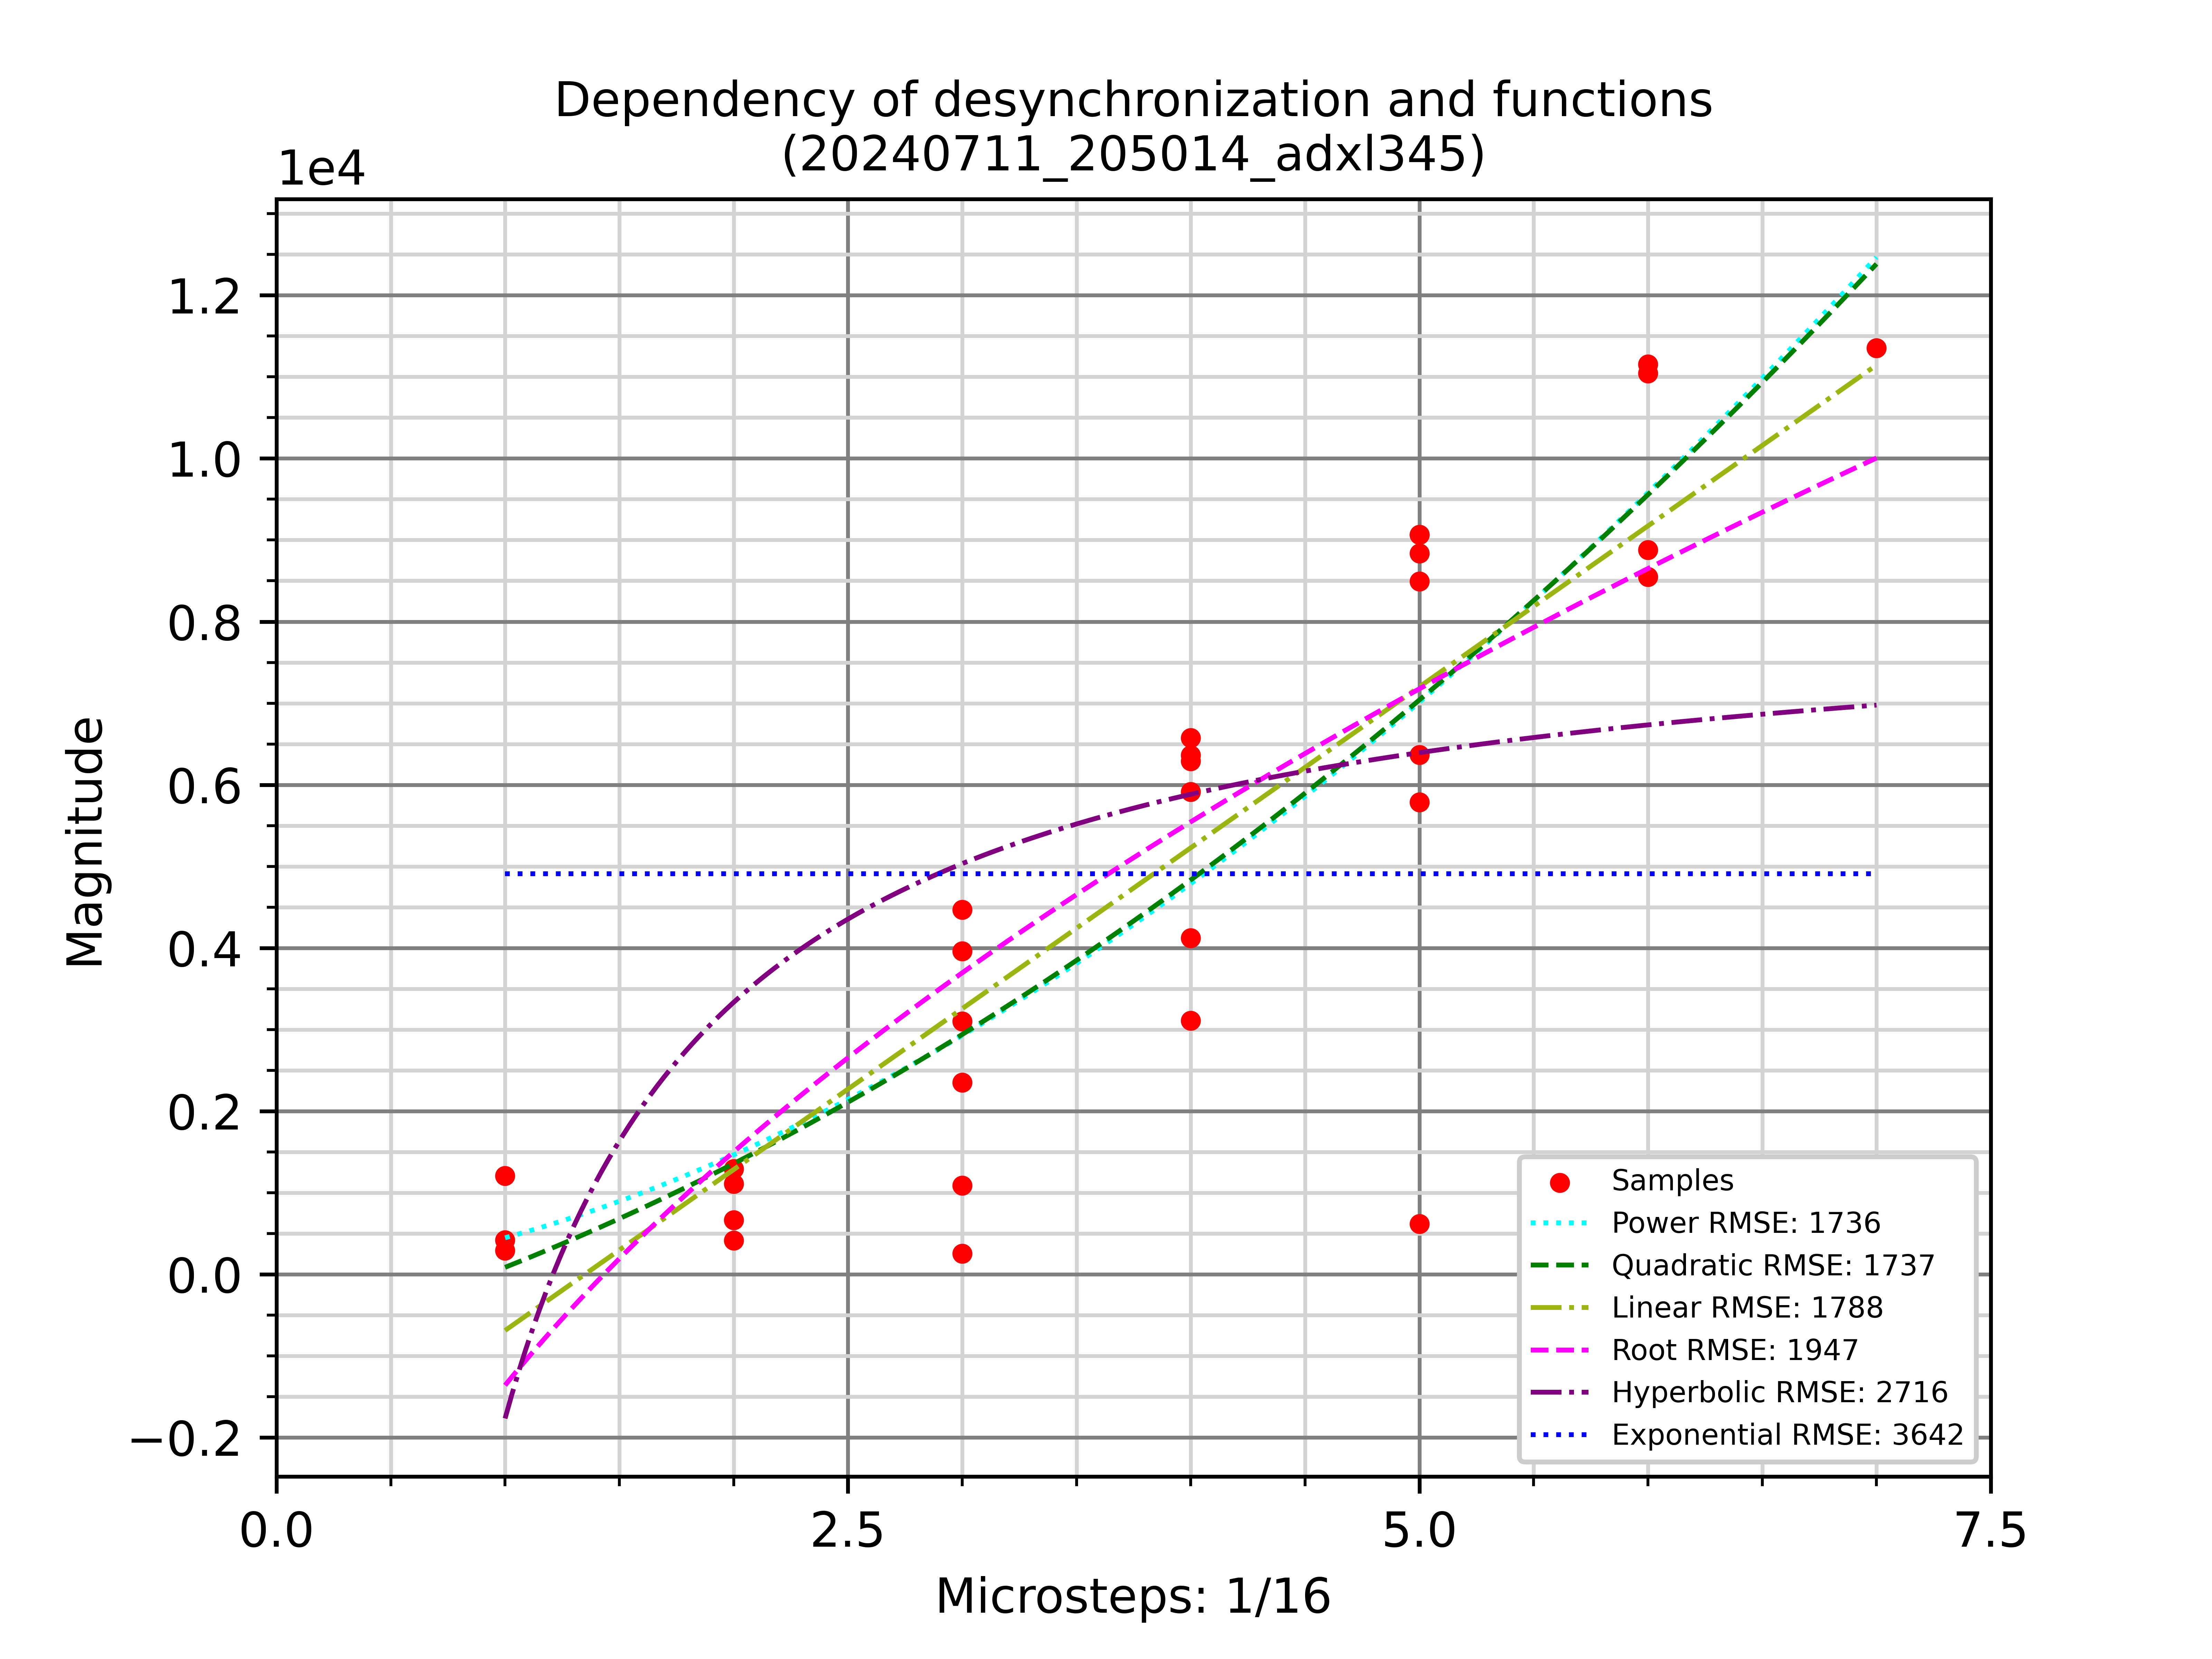 Dependency of desynchronization and functions
(20240711_205014_adxl345)
1e4
1.2
1.0
0.8
0.6
0.4
0.2
0.0
−0.2
Magnitude
Samples
Power RMSE: 1736
Quadratic RMSE: 1737
Linear RMSE: 1788
Root RMSE: 1947
Hyperbolic RMSE: 2716
Exponential RMSE: 3642
0.0 2.5 5.0 7.5
Microsteps: 1/16